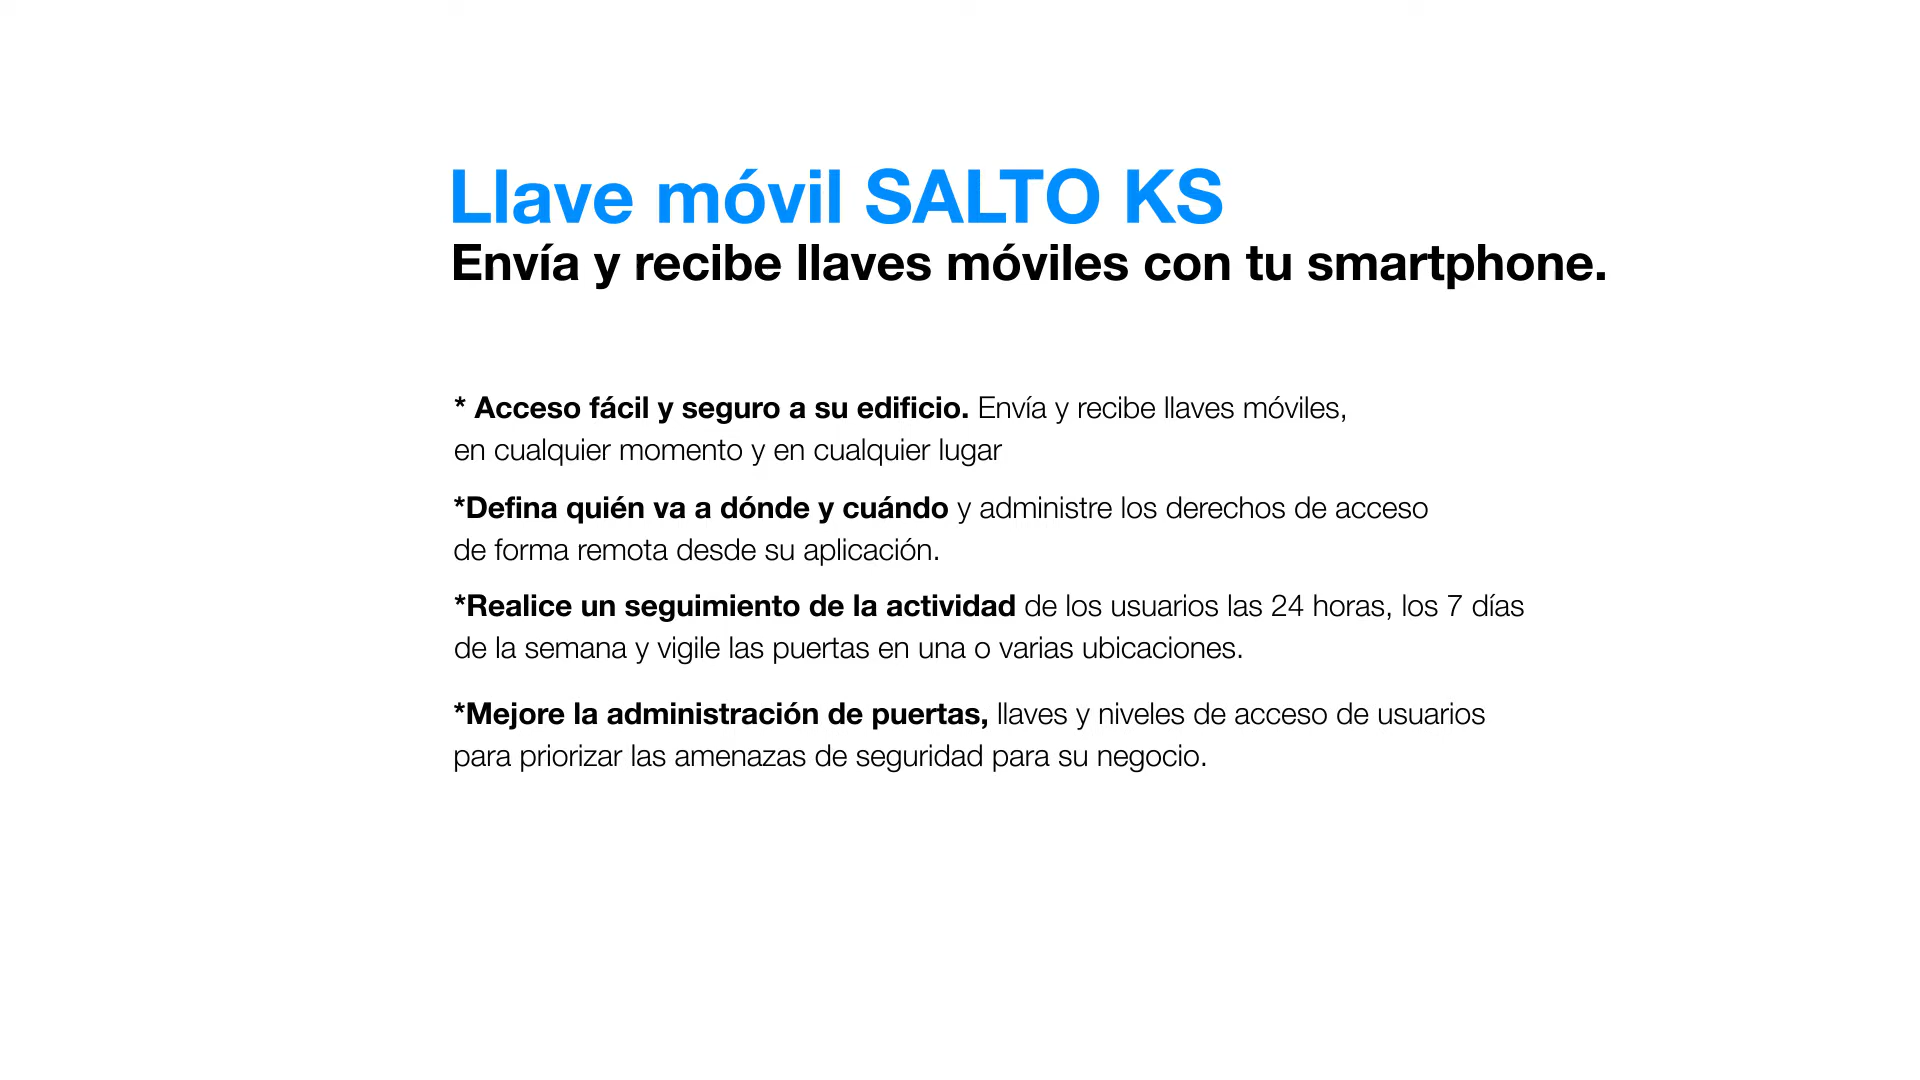 Llave móvil SALTO KS
Envía y recibe llaves móviles con tu smartphone.
* Acceso fácil y seguro a su edificio. Envía y recibe llaves móviles,
en cualquier momento y en cualquier lugar
*Defina quién va a dónde y cuándo y administre los derechos de acceso
de forma remota desde su aplicación.
*Realice un seguimiento de la actividad de los usuarios las 24 horas, los 7 días
de la semana y vigile las puertas en una o varias ubicaciones.
*Mejore la administración de puertas, llaves y niveles de acceso de usuarios
para priorizar las amenazas de seguridad para su negocio.